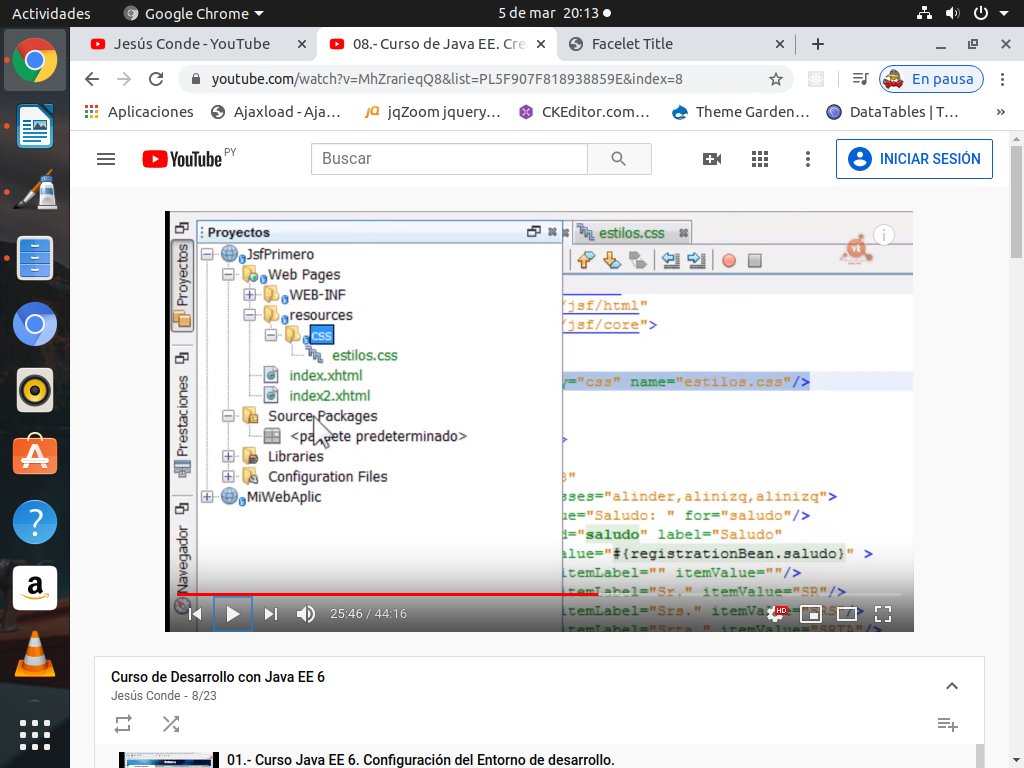 Actividades Google Chrome 5 de mar 20:13
Jesús Conde - YouTube
08.- Curso de Java EE. Cre
Facelet Title
youtube.com/watch?v=MhZrarieqQ8&list=PL5F907F818938859E&index=8
En pausa
Aplicaciones
Ajaxload - Aja...
jqZoom jquery...
CKEditor.com...
Theme Garden...
DataTables | T...
»
YouTube PY
Buscar
INICIAR SESIÓN
Proyectos
JsfPrimero
Web Pages
WEB-INF
resources
css
estilos.css
index.xhtml
index2.xhtml
Source Packages
<paquete predeterminado>
Libraries
Configuration Files
MiWebAplic
Proyectos
Prestaciones
Navegador
estilos.css
/jsf/html"
/jsf/core">
y="css" name="estilos.css"/>
sses="alinder,alinizq,alinizq">
ue="Saludo: " for="saludo"/>
d="saludo" label="Saludo"
alue="#{registrationBean.saludo}" >
itemLabel="" itemValue=""/>
itemLabel="Sr." itemValue="SR"/>
itemLabel="Srs." itemValue="SRS"/>
itemLabel="Srta." itemValue="SRTA"/>
25:46 / 44:16
HD
Curso de Desarrollo con Java EE 6
Jesús Conde - 8/23
01.- Curso Java EE 6. Configuración del Entorno de desarrollo.